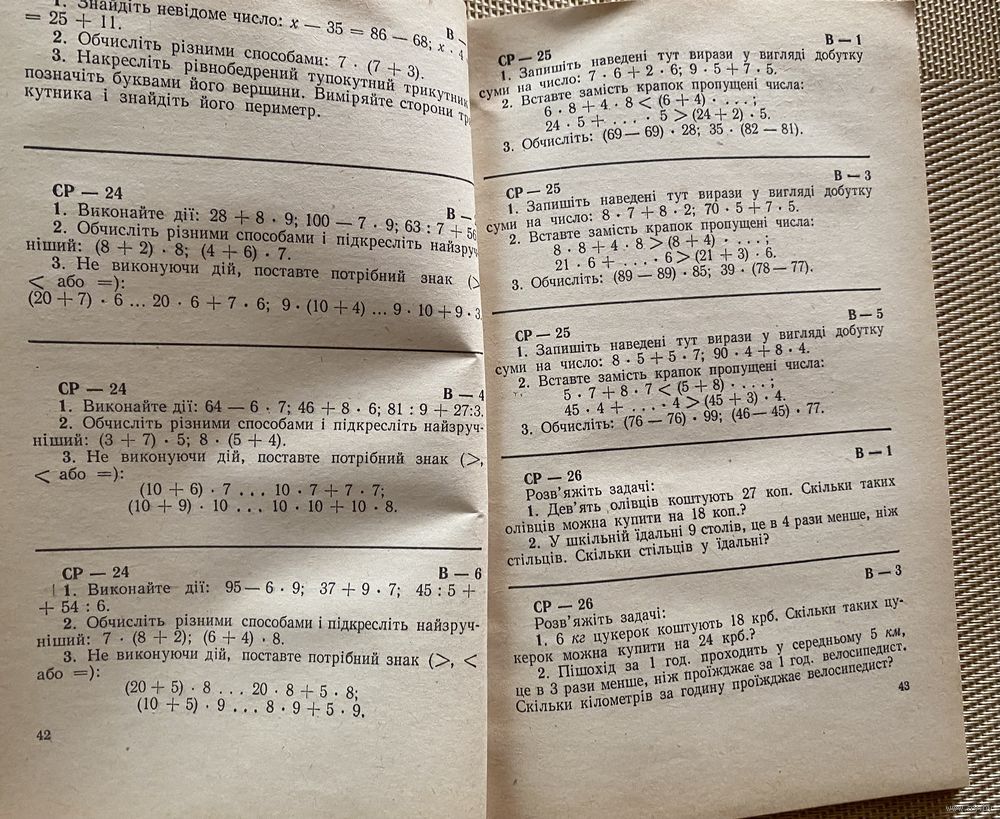 1. Знайдіть невідоме число: x — 35 = 86 — 68; x · 4
= 25 + 11.
2. Обчисліть різними способами: 7 · (7 + 3).
3. Накресліть рівнобедрений тупокутний трикутник
позначіть буквами його вершини. Виміряйте сторони
кутника і знайдіть його периметр.
СР — 24
В —
1. Виконайте дії: 28 + 8 · 9; 100 — 7 · 9; 63 : 7 + 56
2. Обчисліть різними способами і підкресліть найзруч
ніший: (8 + 2) · 8; (4 + 6) · 7.
3. Не виконуючи дій, поставте потрібний знак (>
< або =):
(20 + 7) · 6 ... 20 · 6 + 7 · 6; 9 · (10 + 4) ... 9 · 10 + 9 · 3.
СР — 24
В — 4
1. Виконайте дії: 64 — 6 · 7; 46 + 8 · 6; 81 : 9 + 27:3.
2. Обчисліть різними способами і підкресліть найзруч-
ніший: (3 + 7) · 5; 8 · (5 + 4).
3. Не виконуючи дій, поставте потрібний знак (>,
< або =):
(10 + 6) · 7 ... 10 · 7 + 7 · 7;
(10 + 9) · 10 ... 10 · 10 + 10 · 8.
СР — 24
В — 6
1. Виконайте дії: 95 — 6 · 9; 37 + 9 · 7; 45 : 5 +
+ 54 : 6.
2. Обчисліть різними способами і підкресліть найзруч-
ніший: 7 · (8 + 2); (6 + 4) · 8.
3. Не виконуючи дій, поставте потрібний знак (>, <
або =):
(20 + 5) · 8 ... 20 · 8 + 5 · 8;
(10 + 5) · 9 ... 8 · 9 + 5 · 9.
42
СР — 25
В — 1
1. Запишіть наведені тут вирази у вигляді добутку
суми на число: 7 · 6 + 2 · 6; 9 · 5 + 7 · 5.
2. Вставте замість крапок пропущені числа:
6 · 8 + 4 · 8 < (6 + 4) · ...;
24 · 5 + ... · 5 > (24 + 2) · 5.
3. Обчисліть: (69 — 69) · 28; 35 · (82 — 81).
СР — 25
В — 3
1. Запишіть наведені тут вирази у вигляді добутку
суми на число: 8 · 7 + 8 · 2; 70 · 5 + 7 · 5.
2. Вставте замість крапок пропущені числа:
8 · 8 + 4 · 8 > (8 + 4) · ...;
21 · 6 + ... · 6 > (21 + 3) · 6.
3. Обчисліть: (89 — 89) · 85; 39 · (78 — 77).
СР — 25
В — 5
1. Запишіть наведені тут вирази у вигляді добутку
суми на число: 8 · 5 + 5 · 7; 90 · 4 + 8 · 4.
2. Вставте замість крапок пропущені числа:
5 · 7 + 8 · 7 < (5 + 8) · ...;
45 · 4 + ... · 4 > (45 + 3) · 4.
3. Обчисліть: (76 — 76) · 99; (46 — 45) · 77.
СР — 26
В — 1
Розв'яжіть задачі:
1. Дев'ять олівців коштують 27 коп. Скільки таких
олівців можна купити на 18 коп.?
2. У шкільній їдальні 9 столів, це в 4 рази менше, ніж
стільців. Скільки стільців у їдальні?
СР — 26
В — 3
Розв'яжіть задачі:
1. 6 кг цукерок коштують 18 крб. Скільки таких цу-
керок можна купити на 24 крб.?
2. Пішохід за 1 год. проходить у середньому 5 км,
це в 3 рази менше, ніж проїжджає за 1 год. велосипедист.
Скільки кілометрів за годину проїжджає велосипедист?
43